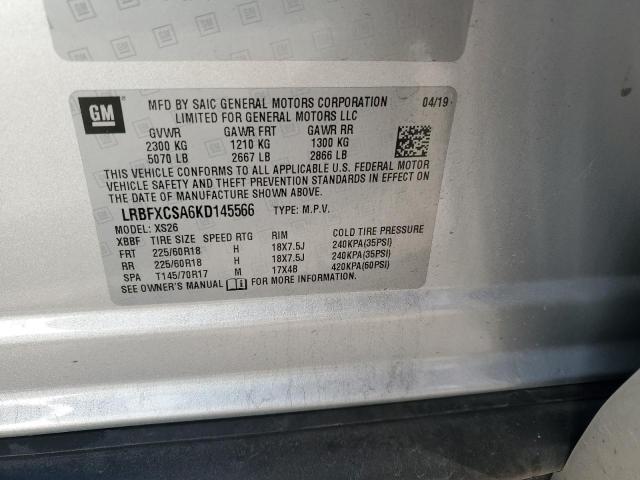 GM
MFD BY SAIC GENERAL MOTORS CORPORATION 04/19
LIMITED FOR GENERAL MOTORS LLC
GVWR GAWR FRT GAWR RR
2300 KG 1210 KG 1300 KG
5070 LB 2667 LB 2866 LB
THIS VEHICLE CONFORMS TO ALL APPLICABLE U.S. FEDERAL MOTOR
VEHICLE SAFETY AND THEFT PREVENTION STANDARDS IN EFFECT ON
THE DATE OF MANUFACTURE SHOWN ABOVE.
LRBFXCSA6KD145566 TYPE: M.P.V.
MODEL: XS26
XBBF TIRE SIZE SPEED RTG RIM COLD TIRE PRESSURE
FRT 225/60R18 H 18X7.5J 240KPA(35PSI)
RR 225/60R18 H 18X7.5J 240KPA(35PSI)
SPA T145/70R17 M 17X4B 420KPA(60PSI)
SEE OWNER'S MANUAL FOR MORE INFORMATION.